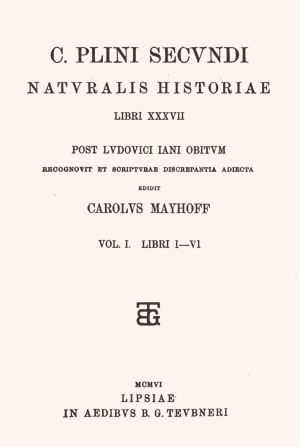 C. PLINI SECVNDI
NATVRALIS HISTORIAE
LIBRI XXXVII
POST LVDOVICI IANI OBITVM
RECOGNOVIT ET SCRIPTVRAE DISCREPANTIA ADIECTA
EDIDIT
CAROLVS MAYHOFF
VOL. I. LIBRI I—VI
BTG
MCMVI
LIPSIAE
IN AEDIBVS B. G. TEVBNERI